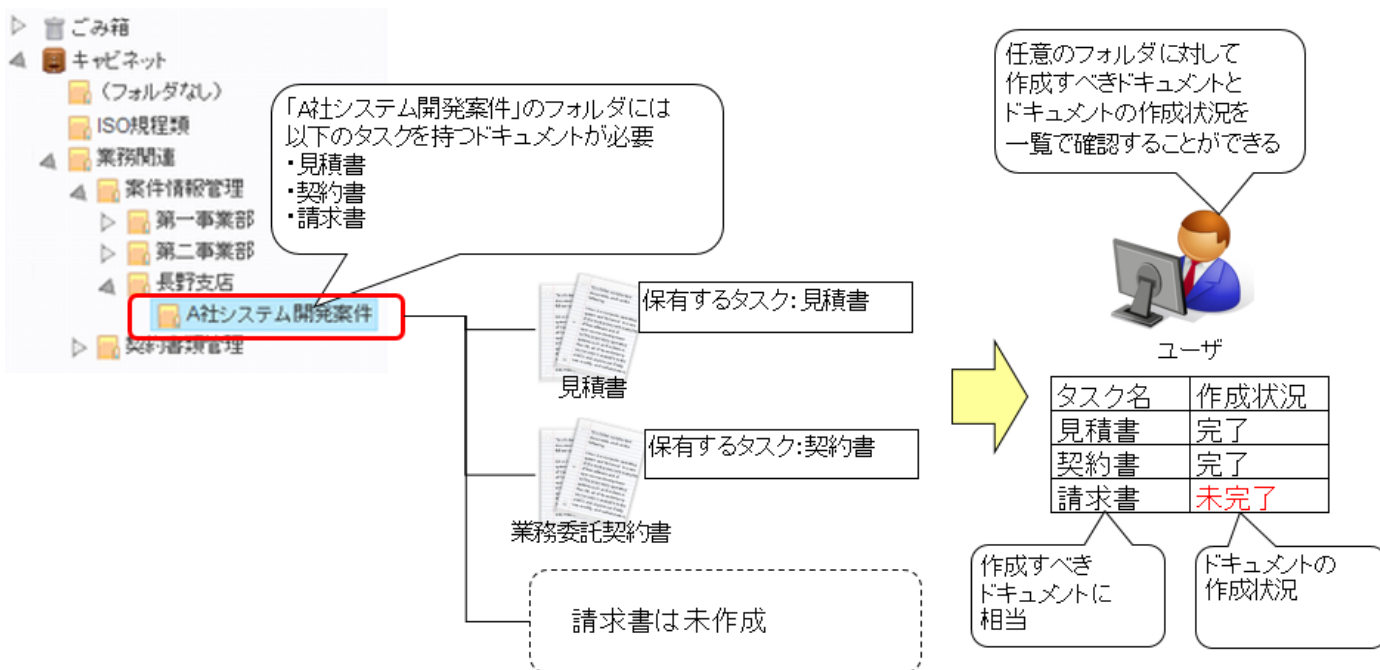 ごみ箱
キャビネット
(フォルダなし)
ISO規程類
業務関連
案件情報管理
第一事業部
第二事業部
長野支店
A社システム開発案件
契約書類管理
「A社システム開発案件」のフォルダには
以下のタスクを持つドキュメントが必要
・見積書
・契約書
・請求書
保有するタスク:見積書
見積書
保有するタスク:契約書
業務委託契約書
請求書は未作成
任意のフォルダに対して
作成すべきドキュメントと
ドキュメントの作成状況を
一覧で確認することができる
ユーザ
タスク名 作成状況
見積書 完了
契約書 完了
請求書 未完了
作成すべき
ドキュメントに
相当
ドキュメントの
作成状況